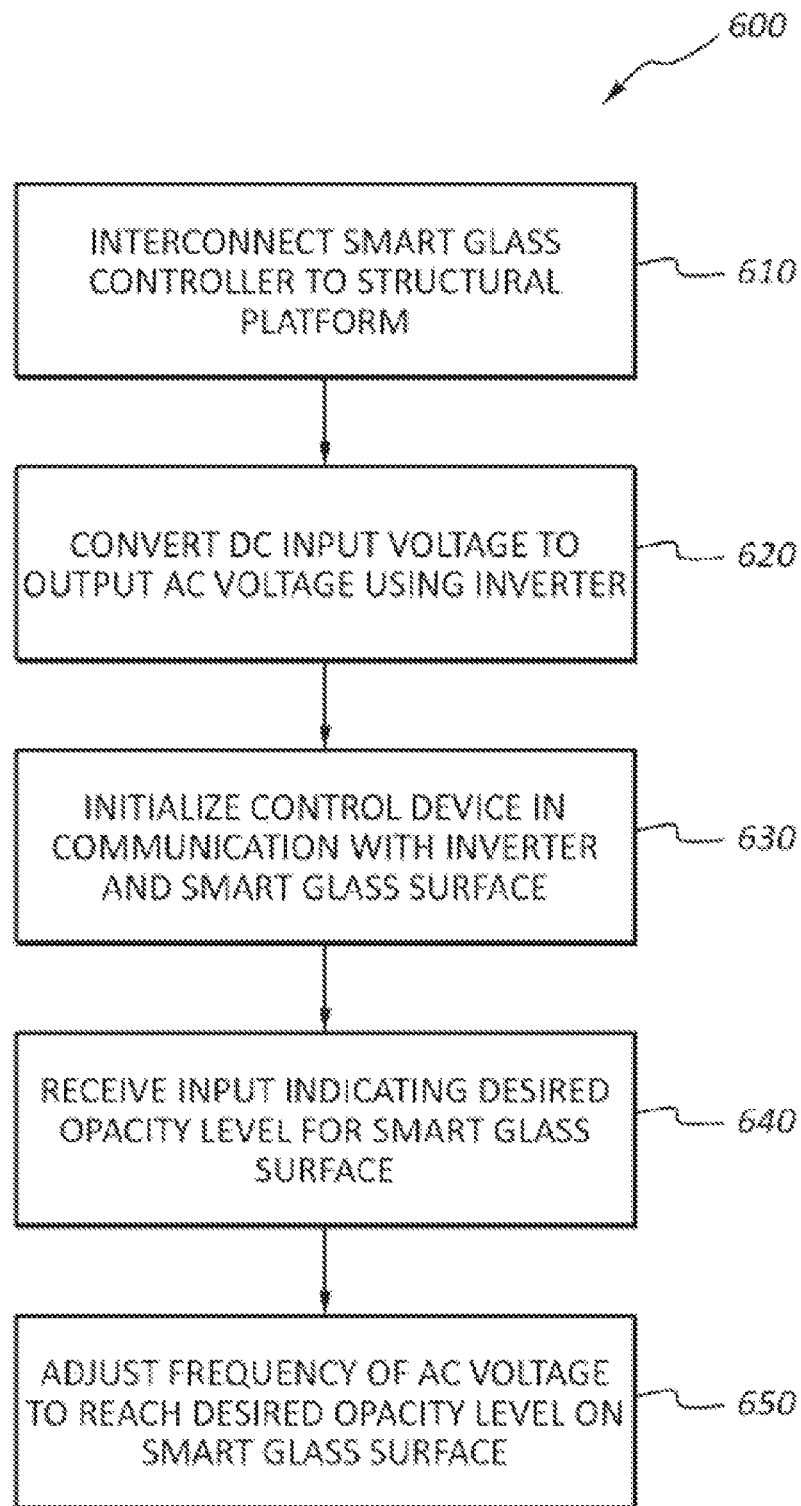 600
INTERCONNECT SMART GLASS
CONTROLLER TO STRUCTURAL
PLATFORM
610
CONVERT DC INPUT VOLTAGE TO
OUTPUT AC VOLTAGE USING INVERTER
620
INITIALIZE CONTROL DEVICE IN
COMMUNICATION WITH INVERTER
AND SMART GLASS SURFACE
630
RECEIVE INPUT INDICATING DESIRED
OPACITY LEVEL FOR SMART GLASS
SURFACE
640
ADJUST FREQUENCY OF AC VOLTAGE
TO REACH DESIRED OPACITY LEVEL ON
SMART GLASS SURFACE
650